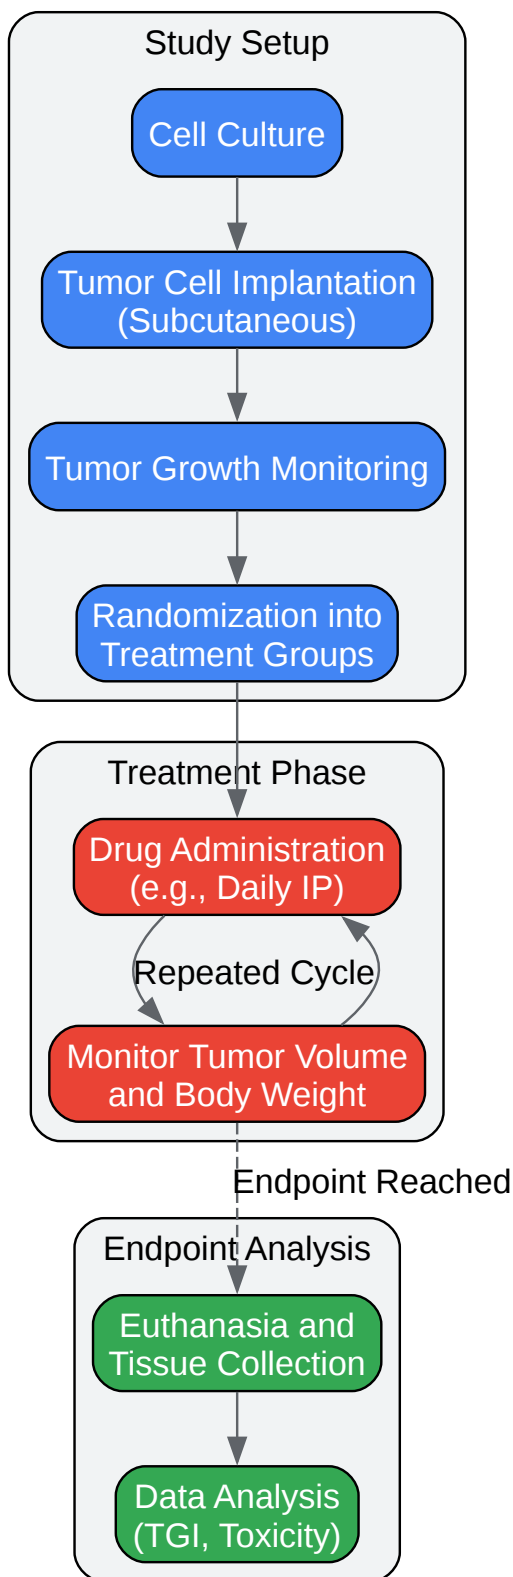 Study Setup
Cell Culture
Tumor Cell Implantation
(Subcutaneous)
Tumor Growth Monitoring
Randomization into
Treatment Groups
Treatment Phase
Drug Administration
(e.g., Daily IP)
Repeated Cycle
Monitor Tumor Volume
and Body Weight
Endpoint Reached
Endpoint Analysis
Euthanasia and
Tissue Collection
Data Analysis
(TGI, Toxicity)